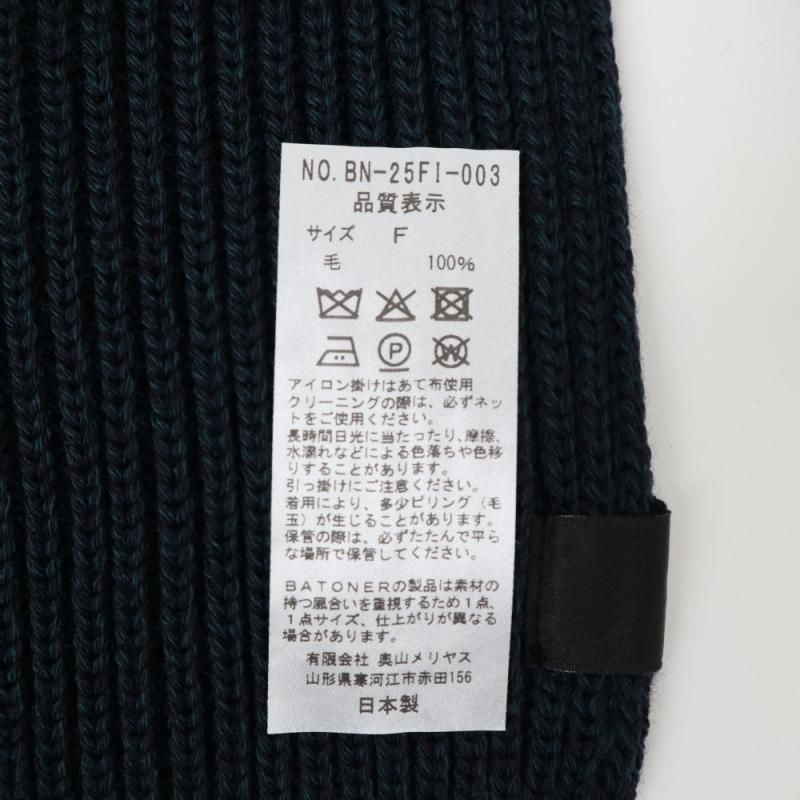 NO. BN-25FI-003
品質表示
サイズ F
毛 100%
P
W
アイロン掛けはあて布使用
クリーニングの際は、必ずネッ
トをご使用ください。
長時間日光に当たったり、摩擦、
水濡れなどによる色落ちや色移
りすることがあります。
引っ掛けにご注意ください。
着用により、多少ピリング（毛
玉）が生じることがあります。
保管の際は、必ずたたんで平ら
な場所で保管してください。
BATONERの製品は素材の
持つ風合いを重視するため1点、
1点サイズ、仕上がりが異なる
場合があります。
有限会社 奥山メリヤス
山形県寒河江市赤田156
日本製